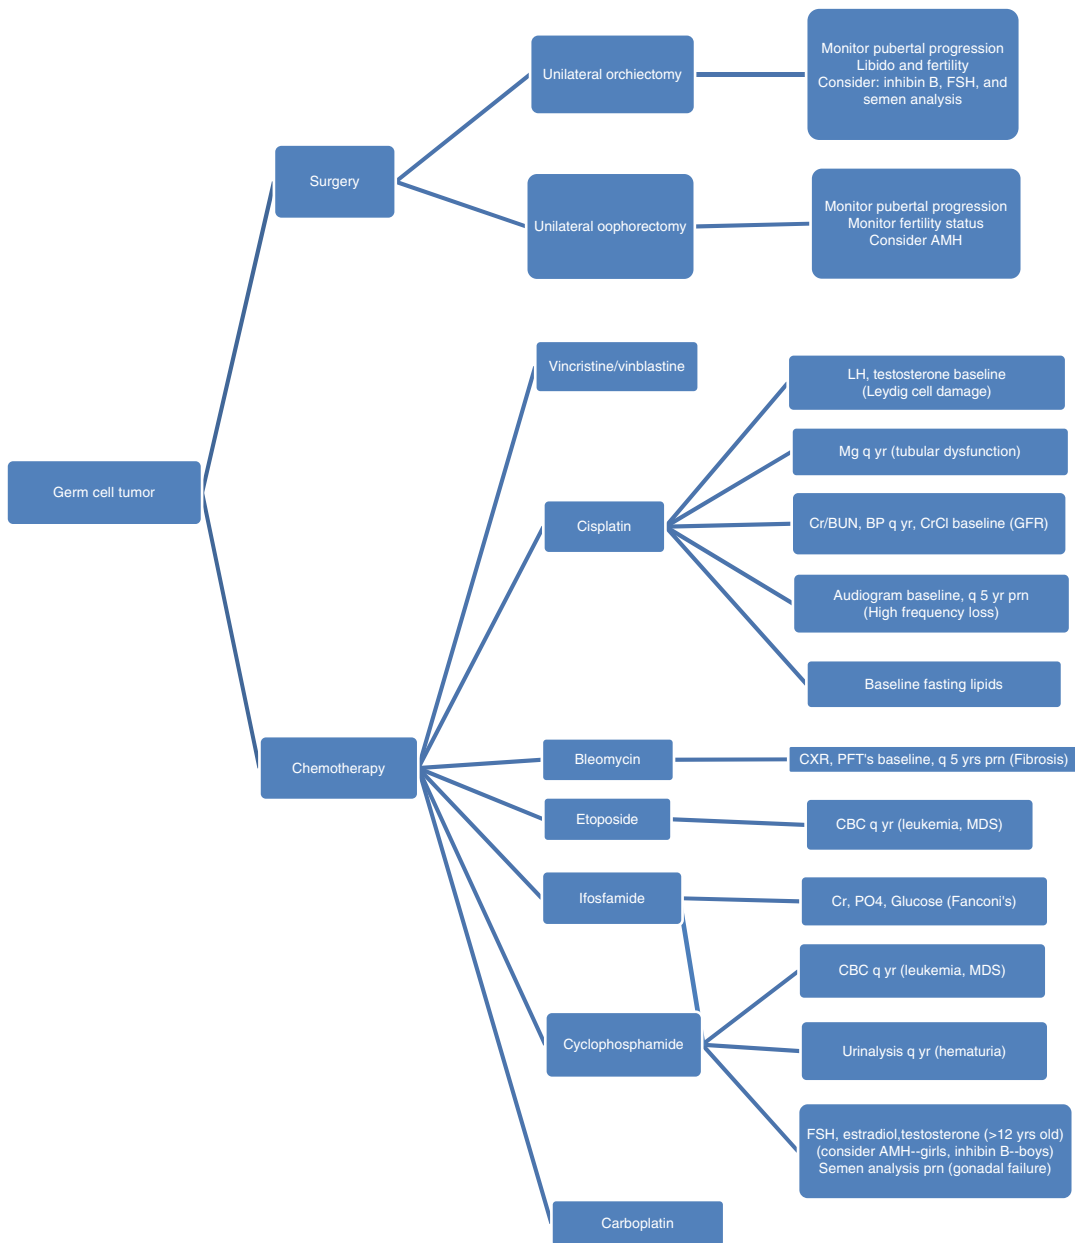 Germ cell tumor
Surgery
Unilateral orchiectomy
Monitor pubertal progression
Libido and fertility
Consider: inhibin B, FSH, and
semen analysis
Unilateral oophorectomy
Monitor pubertal progression
Monitor fertility status
Consider AMH
Chemotherapy
Vincristine/vinblastine
Cisplatin
LH, testosterone baseline
(Leydig cell damage)
Mg q yr (tubular dysfunction)
Cr/BUN, BP q yr, CrCl baseline (GFR)
Audiogram baseline, q 5 yr prn
(High frequency loss)
Baseline fasting lipids
Bleomycin
CXR, PFT's baseline, q 5 yrs prn (Fibrosis)
Etoposide
CBC q yr (leukemia, MDS)
Ifosfamide
Cr, PO4, Glucose (Fanconi's)
Cyclophosphamide
CBC q yr (leukemia, MDS)
Urinalysis q yr (hematuria)
FSH, estradiol,testosterone (>12 yrs old)
(consider AMH--girls, inhibin B--boys)
Semen analysis prn (gonadal failure)
Carboplatin